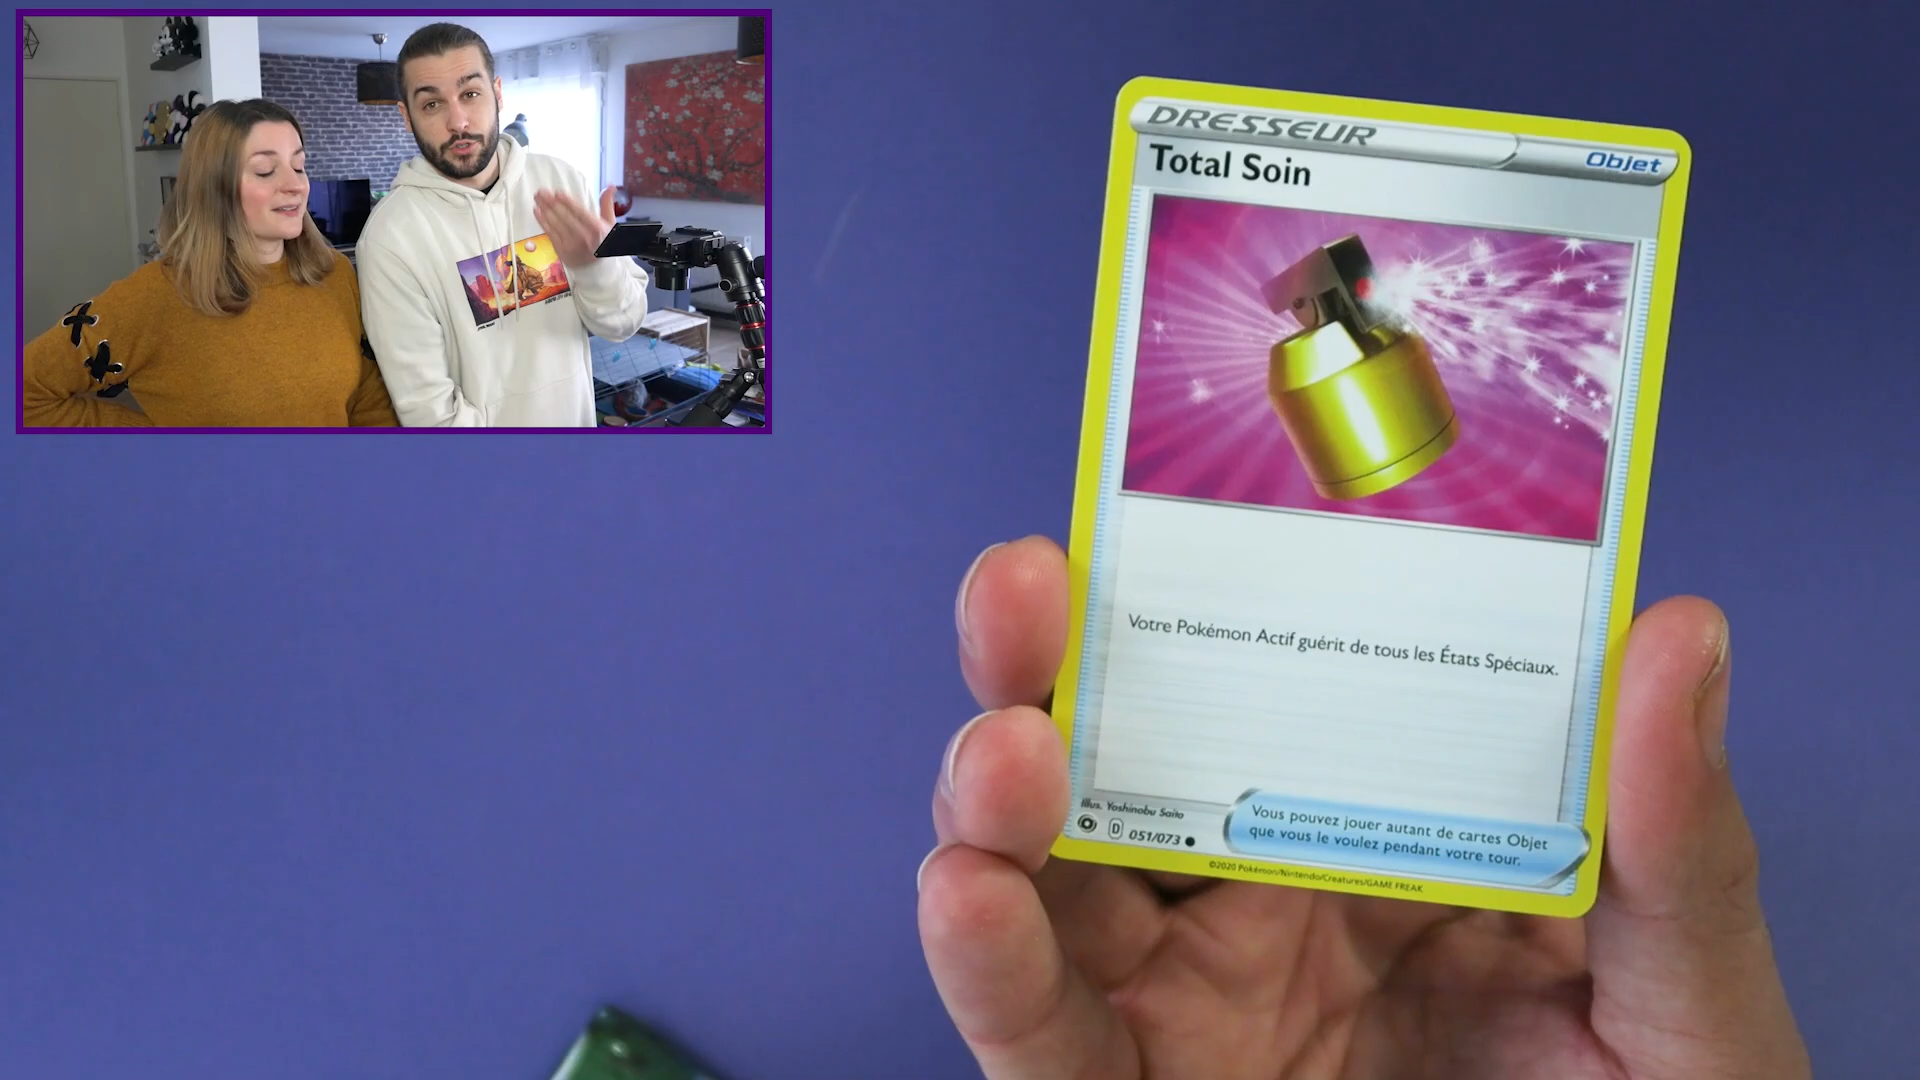 DRESSEUR
Objet
Total Soin
Votre Pokémon Actif guérit de tous les États Spéciaux.
Illus. Yoshinobu Saito
D 051/073
Vous pouvez jouer autant de cartes Objet
que vous le voulez pendant votre tour.
©2020 Pokémon/Nintendo/Creatures/GAME FREAK